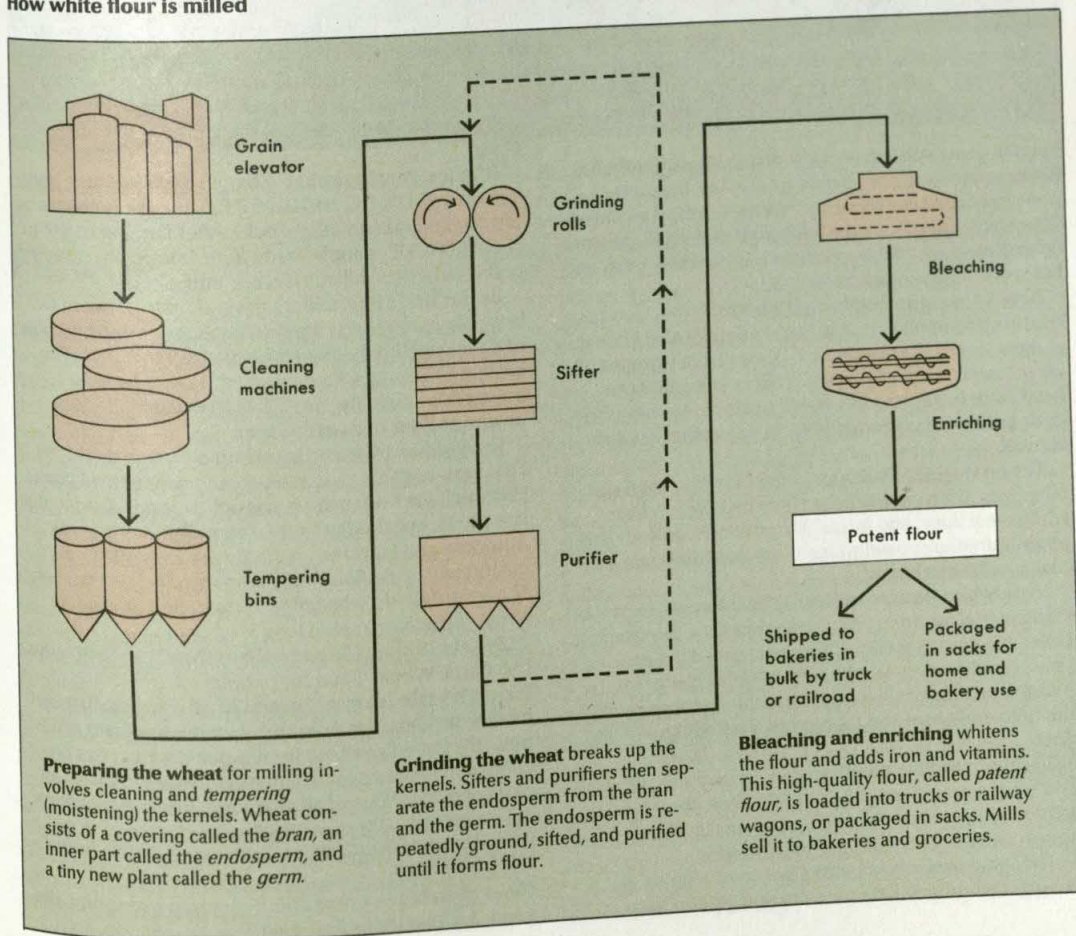 How white flour is milled
Grain
elevator
Cleaning
machines
Tempering
bins
Grinding
rolls
Sifter
Purifier
Bleaching
Enriching
Patent flour
Shipped to
bakeries in
bulk by truck
or railroad
Packaged
in sacks for
home and
bakery use
Preparing the wheat for milling in-
volves cleaning and tempering
(moistening) the kernels. Wheat con-
sists of a covering called the bran, an
inner part called the endosperm, and
a tiny new plant called the germ.
Grinding the wheat breaks up the
kernels. Sifters and purifiers then sep-
arate the endosperm from the bran
and the germ. The endosperm is re-
peatedly ground, sifted, and purified
until it forms flour.
Bleaching and enriching whitens
the flour and adds iron and vitamins.
This high-quality flour, called patent
flour, is loaded into trucks or railway
wagons, or packaged in sacks. Mills
sell it to bakeries and groceries.